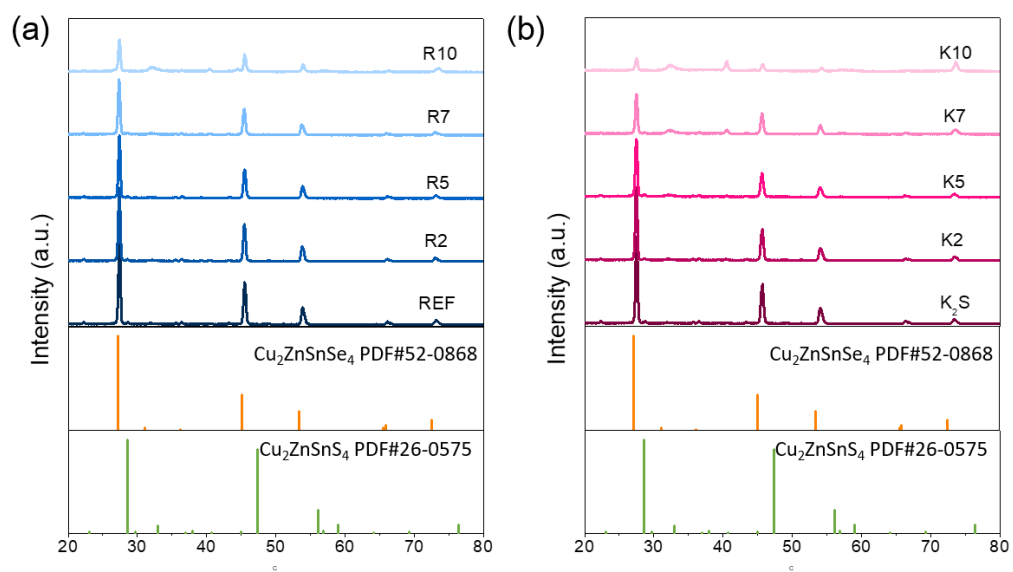 (a)
R10
R7
R5
R2
REF
Intensity (a.u.)
Cu₂ZnSnSe₄ PDF#52-0868
Cu₂ZnSnS₄ PDF#26-0575
20 30 40 50 60 70 80
c
(b)
K10
K7
K5
K2
K₂S
Intensity (a.u.)
Cu₂ZnSnSe₄ PDF#52-0868
Cu₂ZnSnS₄ PDF#26-0575
20 30 40 50 60 70 80
c